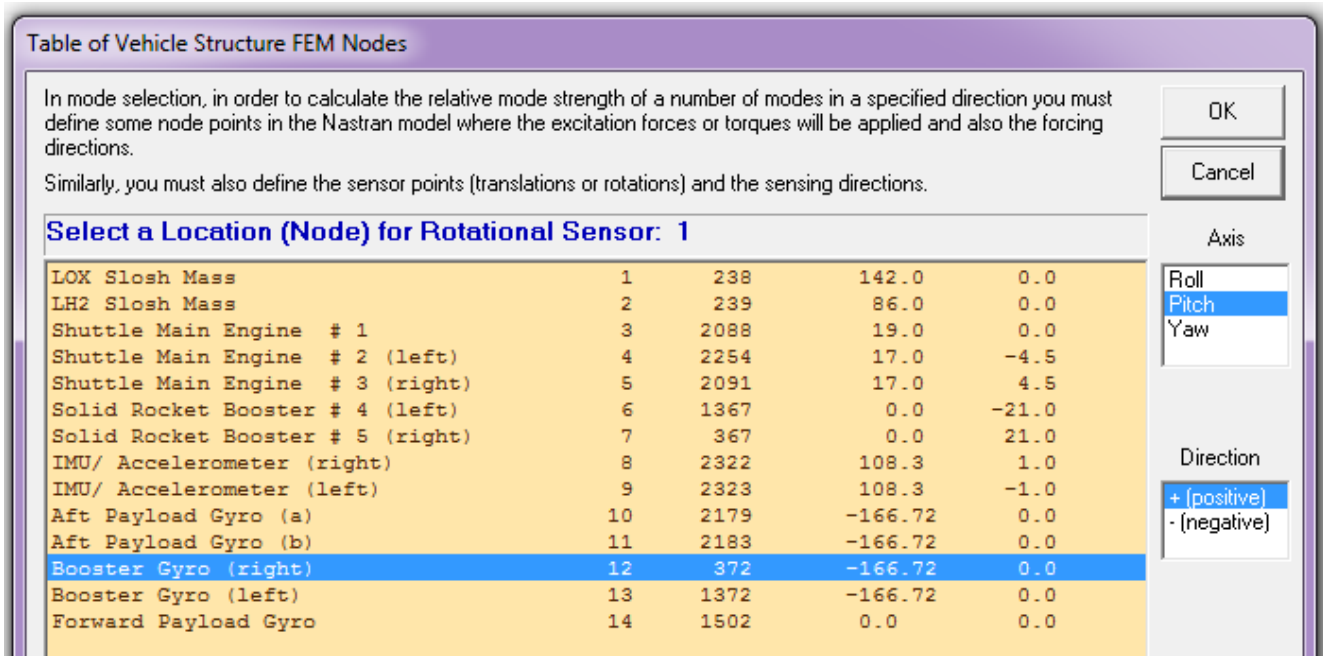 Table of Vehicle Structure FEM Nodes
In mode selection, in order to calculate the relative mode strength of a number of modes in a specified direction you must
define some node points in the Nastran model where the excitation forces or torques will be applied and also the forcing
directions.
Similarly, you must also define the sensor points (translations or rotations) and the sensing directions.
OK
Cancel
Select a Location (Node) for Rotational Sensor: 1
LOX Slosh Mass 1 238 142.0 0.0
LH2 Slosh Mass 2 239 86.0 0.0
Shuttle Main Engine # 1 3 2088 19.0 0.0
Shuttle Main Engine # 2 (left) 4 2254 17.0 -4.5
Shuttle Main Engine # 3 (right) 5 2091 17.0 4.5
Solid Rocket Booster # 4 (left) 6 1367 0.0 -21.0
Solid Rocket Booster # 5 (right) 7 367 0.0 21.0
IMU/ Accelerometer (right) 8 2322 108.3 1.0
IMU/ Accelerometer (left) 9 2323 108.3 -1.0
Aft Payload Gyro (a) 10 2179 -166.72 0.0
Aft Payload Gyro (b) 11 2183 -166.72 0.0
Booster Gyro (right) 12 372 -166.72 0.0
Booster Gyro (left) 13 1372 -166.72 0.0
Forward Payload Gyro 14 1502 0.0 0.0
Axis
Roll
Pitch
Yaw
Direction
+ (positive)
- (negative)